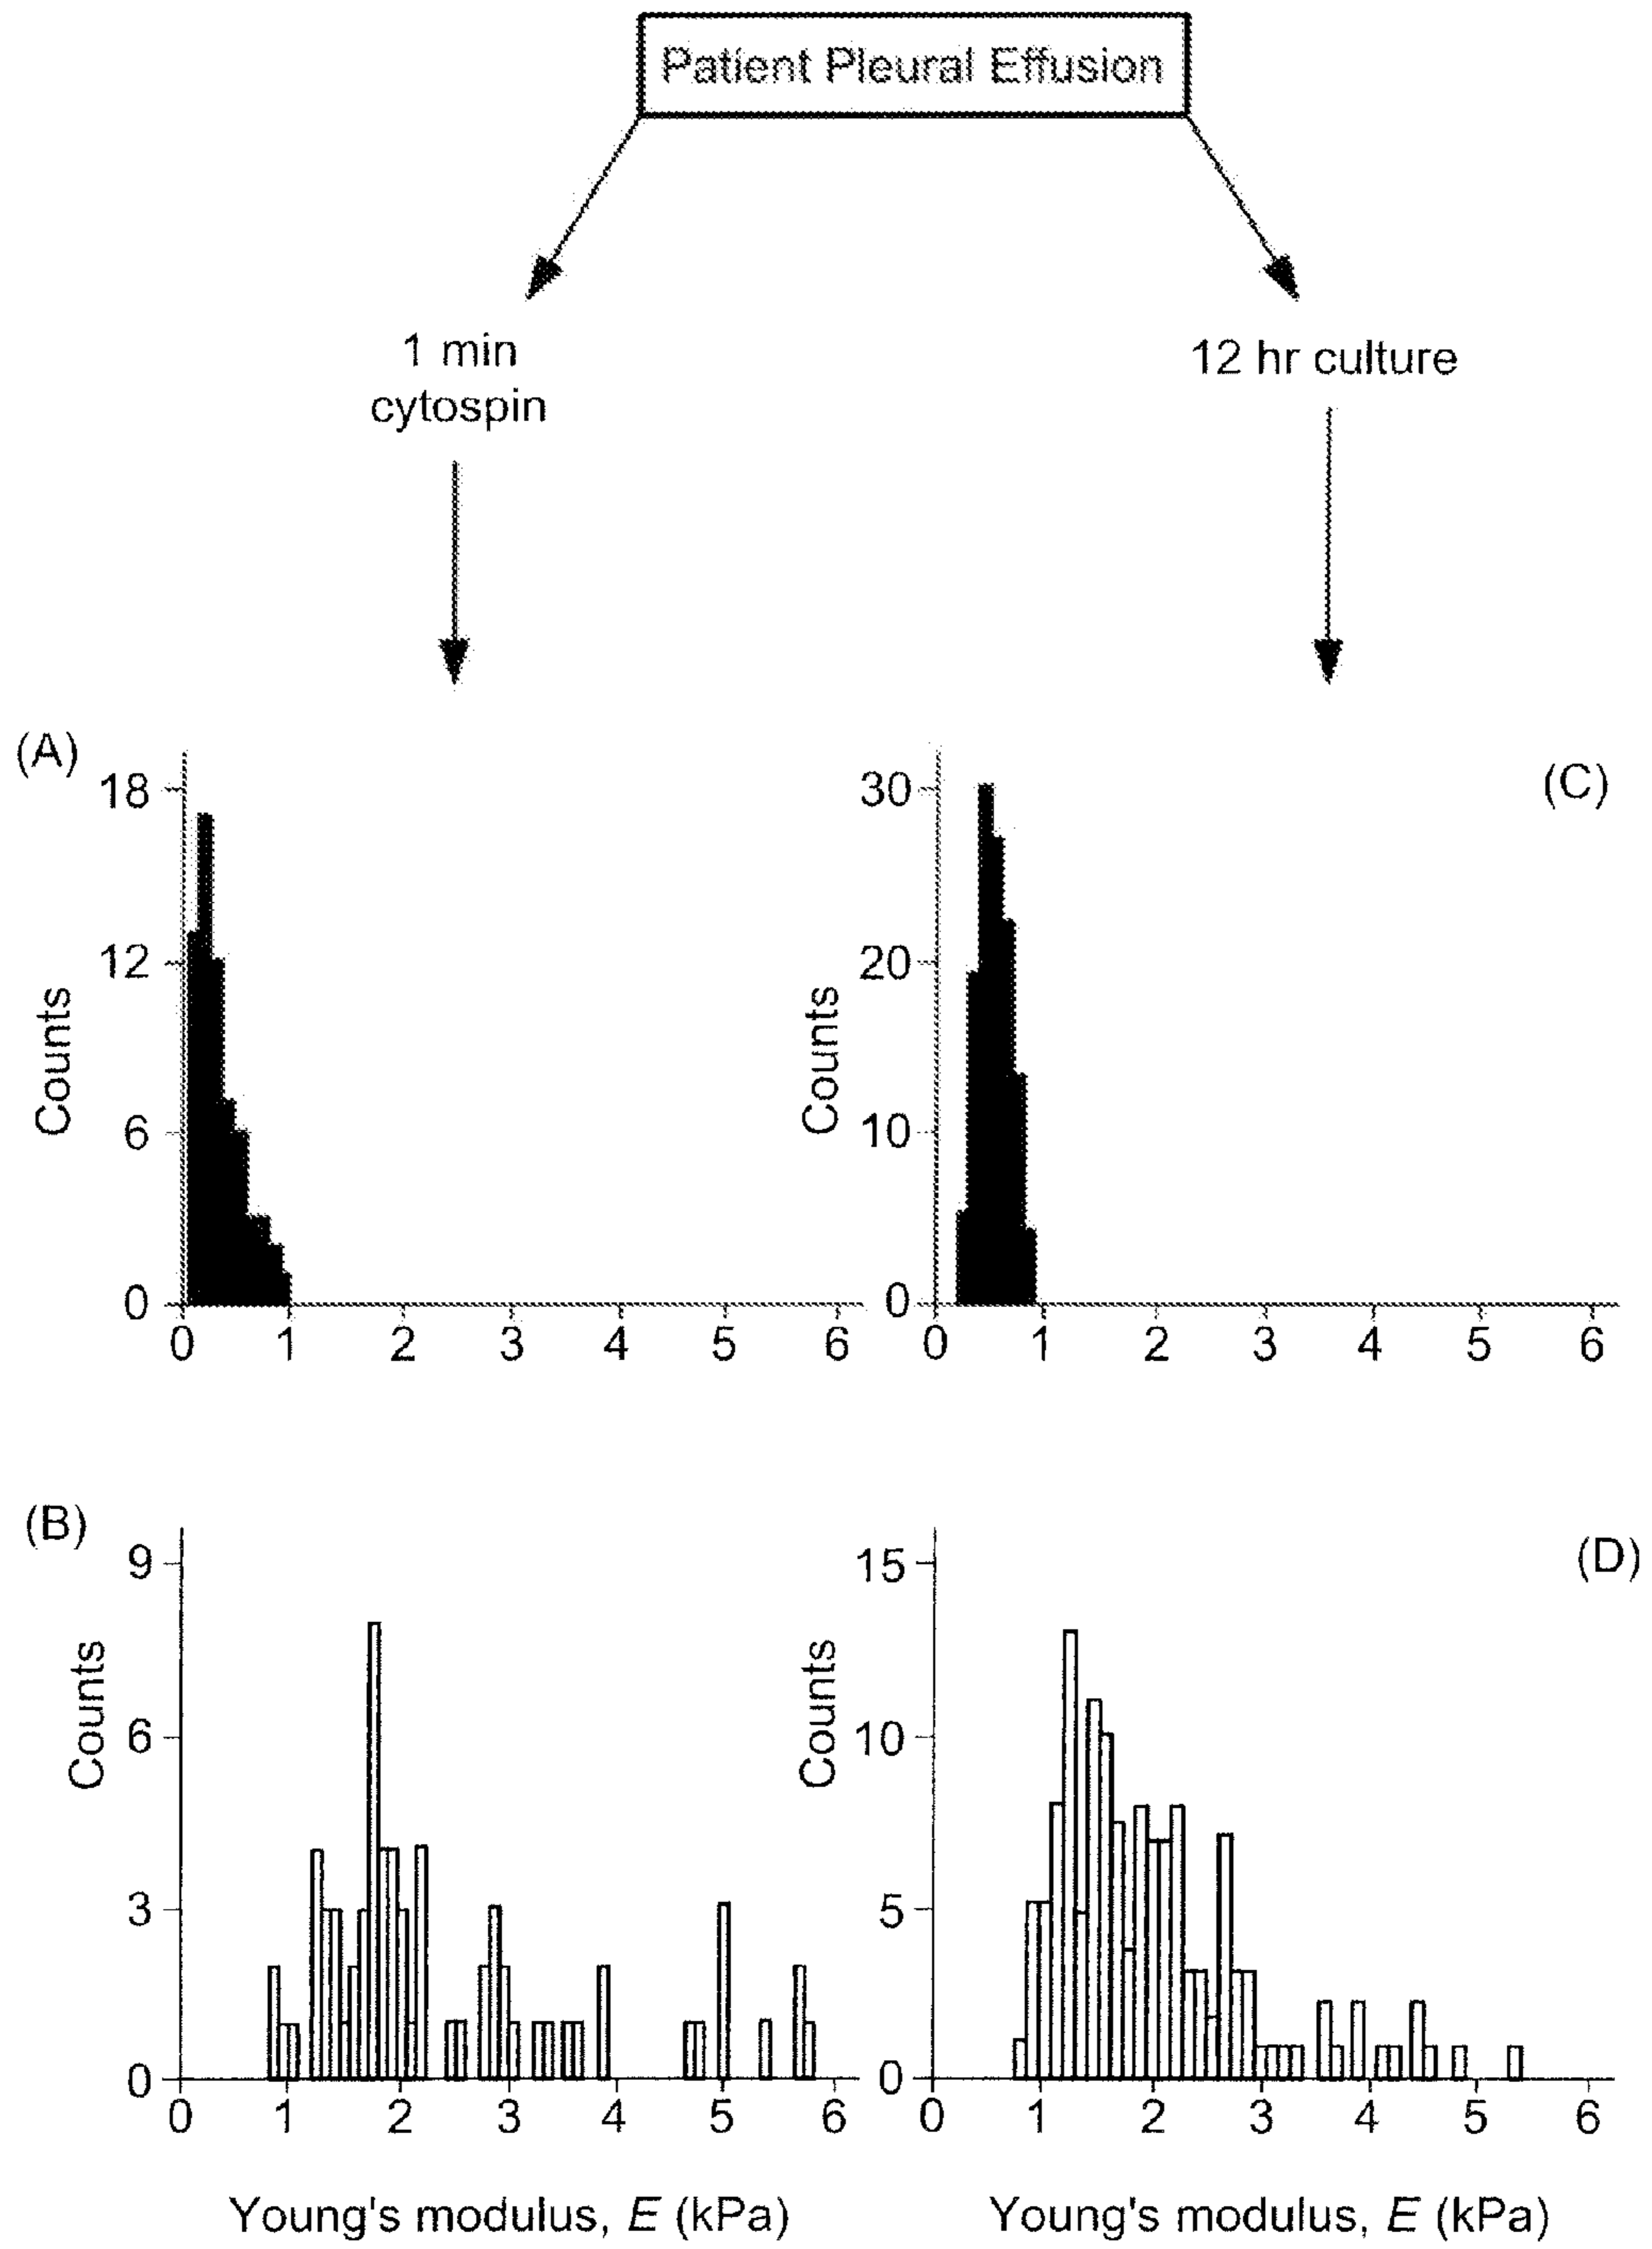 Patient Pleural Effusion
1 min
cytospin
12 hr culture
(A)
18
12
6
0
Counts
0 1 2 3 4 5 6
(C)
30
20
10
0
Counts
0 1 2 3 4 5 6
(B)
9
6
3
0
Counts
0 1 2 3 4 5 6
Young's modulus, E (kPa)
(D)
15
10
5
0
Counts
0 1 2 3 4 5 6
Young's modulus, E (kPa)